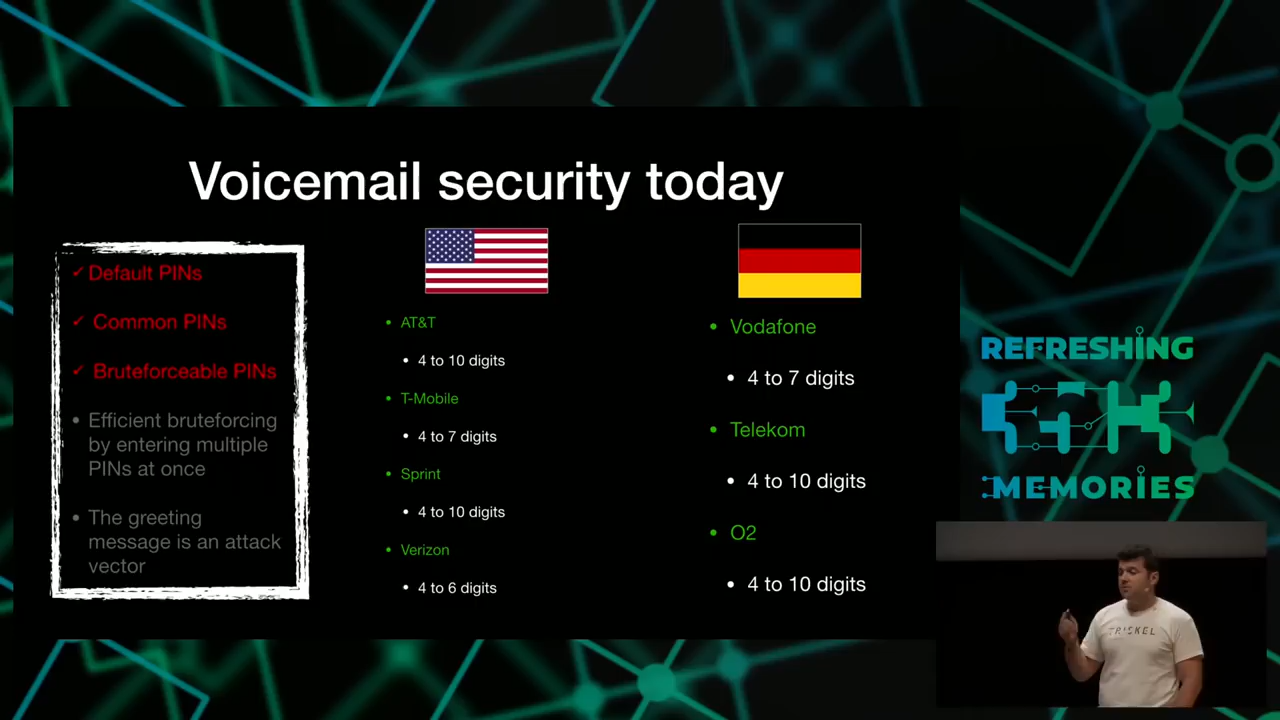 Voicemail security today
✓ Default PINs
✓ Common PINs
✓ Bruteforceable PINs
• Efficient bruteforcing
by entering multiple
PINs at once
• The greeting
message is an attack
vector
• AT&T
• 4 to 10 digits
• T-Mobile
• 4 to 7 digits
• Sprint
• 4 to 10 digits
• Verizon
• 4 to 6 digits
• Vodafone
• 4 to 7 digits
• Telekom
• 4 to 10 digits
• O2
• 4 to 10 digits
REFRESHING
MEMORIES
TRISKEL